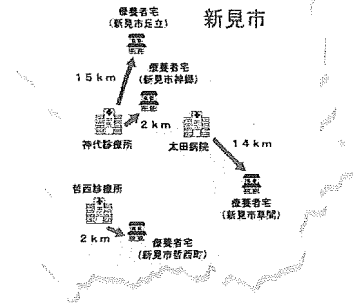 新見市
療養者宅
(新見市足立)
15km
療養者宅
(新見市神郷)
2km
神代診療所
太田病院
14km
療養者宅
(新見市草間)
哲西診療所
2km
療養者宅
(新見市哲西町)